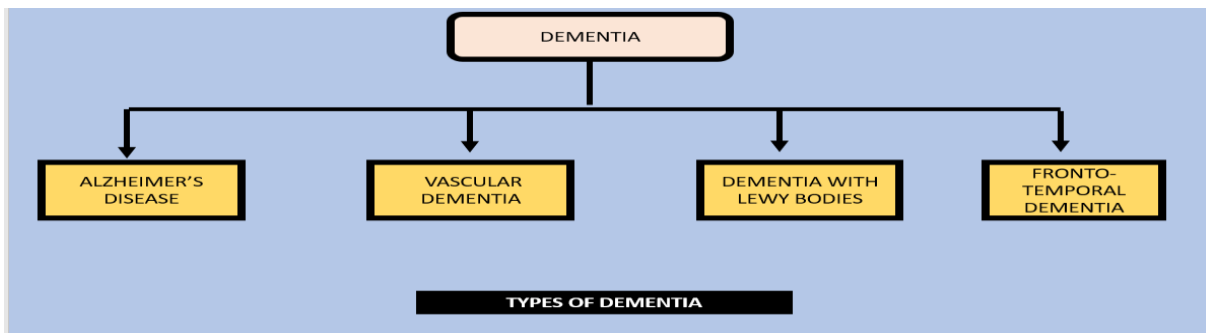 DEMENTIA
ALZHEIMER'S
DISEASE
VASCULAR
DEMENTIA
DEMENTIA WITH
LEWY BODIES
FRONTO-
TEMPORAL
DEMENTIA
TYPES OF DEMENTIA